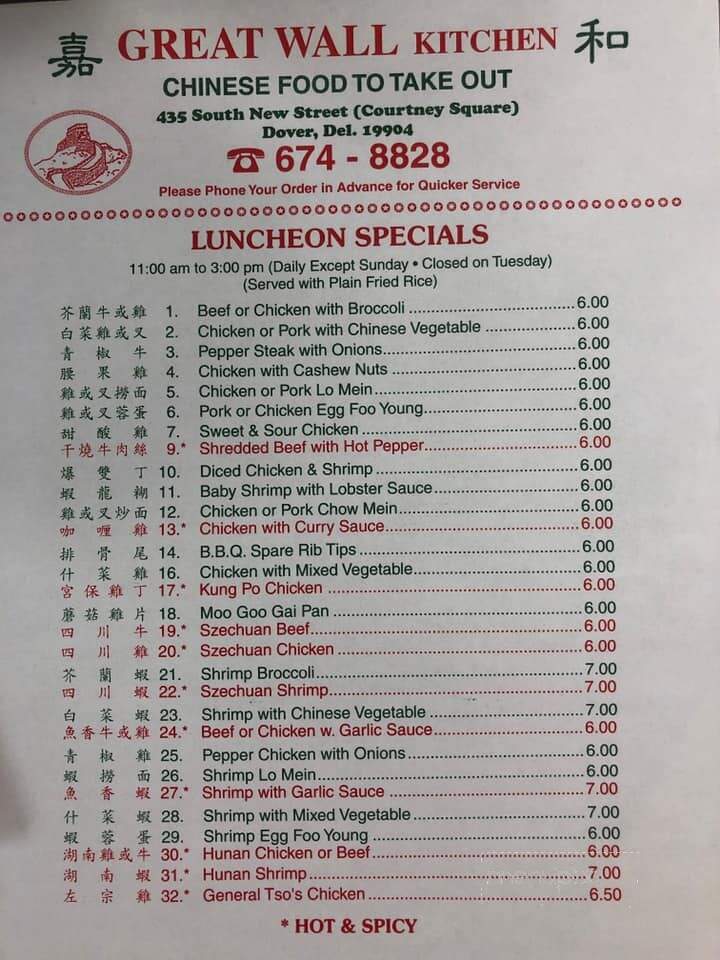 嘉 GREAT WALL KITCHEN 和
CHINESE FOOD TO TAKE OUT
435 South New Street (Courtney Square)
Dover, Del. 19904
☎ 674 - 8828
Please Phone Your Order in Advance for Quicker Service
LUNCHEON SPECIALS
11:00 am to 3:00 pm (Daily Except Sunday • Closed on Tuesday)
(Served with Plain Fried Rice)
芥蘭牛或雞 1. Beef or Chicken with Broccoli 6.00
白菜雞或叉 2. Chicken or Pork with Chinese Vegetable 6.00
青椒牛 3. Pepper Steak with Onions 6.00
腰果雞 4. Chicken with Cashew Nuts 6.00
雞或叉撈面 5. Chicken or Pork Lo Mein 6.00
雞或叉蓉蛋 6. Pork or Chicken Egg Foo Young 6.00
甜酸雞 7. Sweet & Sour Chicken 6.00
干燒牛肉絲 9.* Shredded Beef with Hot Pepper 6.00
爆雙丁 10. Diced Chicken & Shrimp 6.00
蝦龍糊 11. Baby Shrimp with Lobster Sauce 6.00
雞或叉炒面 12. Chicken or Pork Chow Mein 6.00
咖喱雞 13.* Chicken with Curry Sauce 6.00
排骨尾 14. B.B.Q. Spare Rib Tips 6.00
什菜雞 16. Chicken with Mixed Vegetable 6.00
宮保雞丁 17.* Kung Po Chicken 6.00
蘑菇雞片 18. Moo Goo Gai Pan 6.00
四川牛 19.* Szechuan Beef 6.00
四川雞 20.* Szechuan Chicken 6.00
芥蘭蝦 21. Shrimp Broccoli 7.00
四川蝦 22.* Szechuan Shrimp 7.00
白菜蝦 23. Shrimp with Chinese Vegetable 7.00
魚香牛或雞 24.* Beef or Chicken w. Garlic Sauce 6.00
青椒雞 25. Pepper Chicken with Onions 6.00
蝦撈面 26. Shrimp Lo Mein 6.00
魚香蝦 27.* Shrimp with Garlic Sauce 7.00
什菜蝦 28. Shrimp with Mixed Vegetable 7.00
蝦蓉蛋 29. Shrimp Egg Foo Young 6.00
湖南雞或牛 30.* Hunan Chicken or Beef 6.00
湖南蝦 31.* Hunan Shrimp 7.00
左宗雞 32.* General Tso's Chicken 6.50
* HOT & SPICY